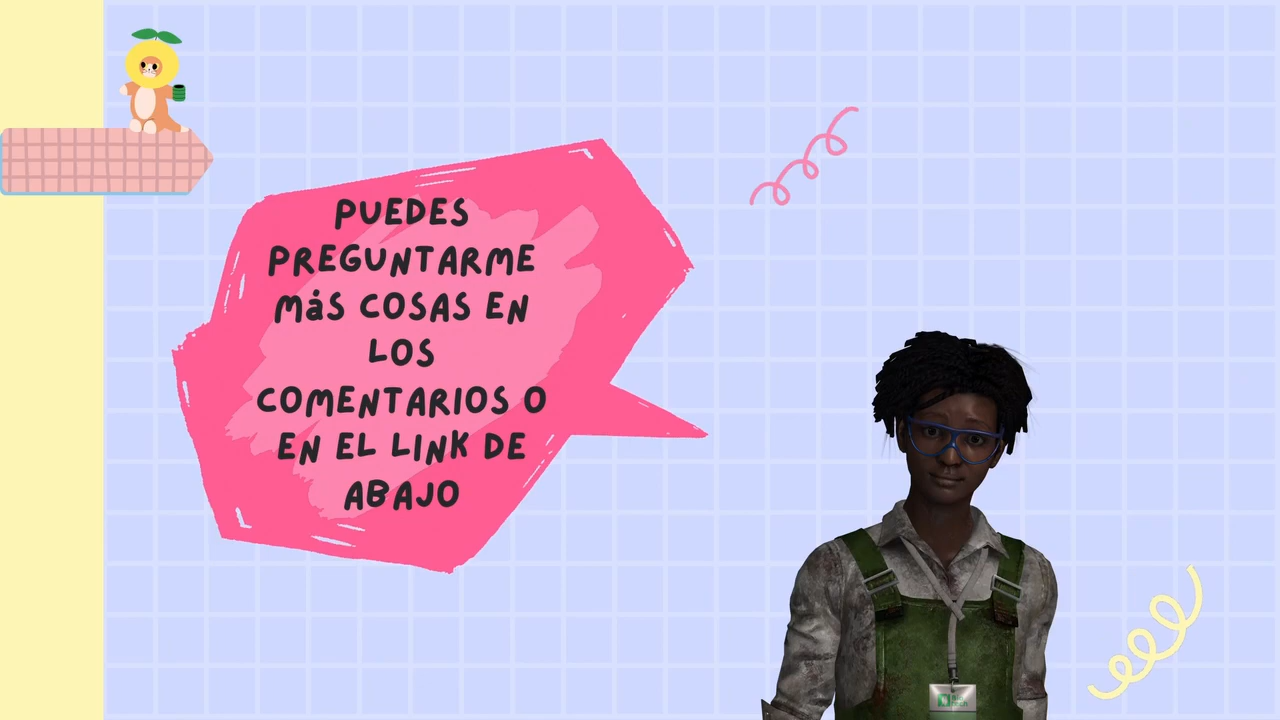 PUEDES
PREGUNTARME
MáS COSAS EN
LOS
COMENTARIOS O
EN EL LINK DE
ABAJO